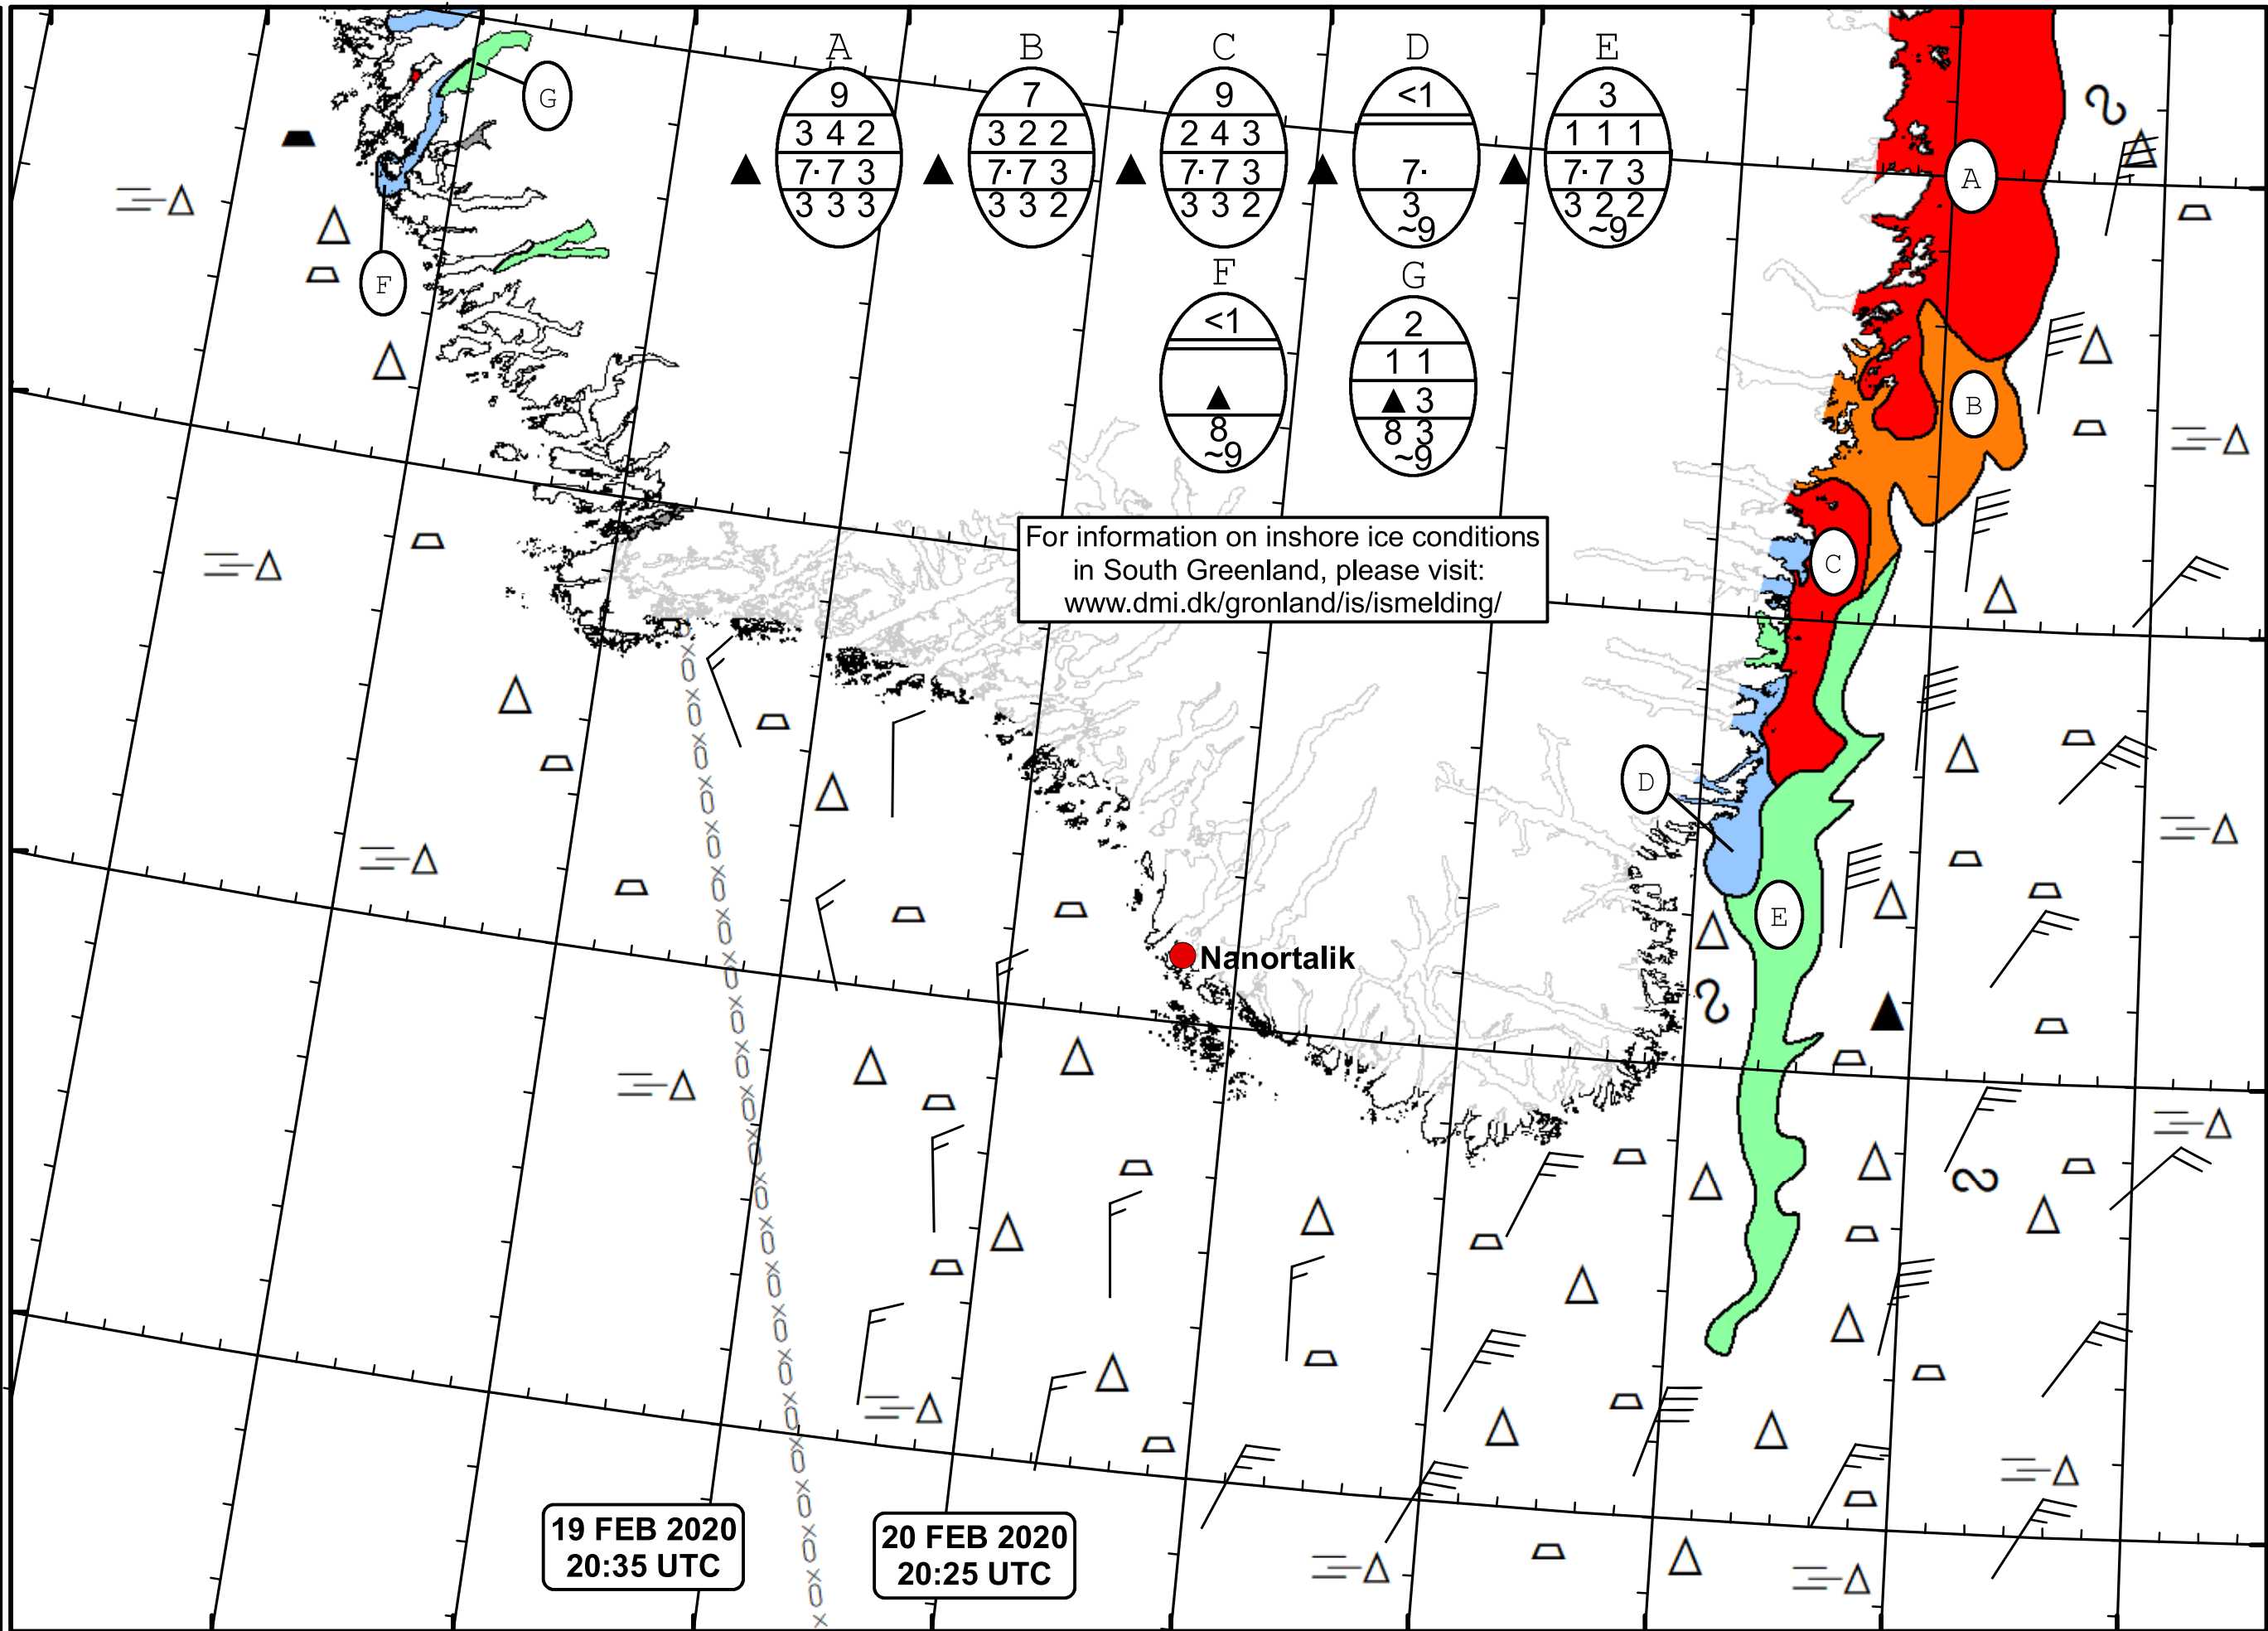 A B C D E
9
3 4 2
7· 7 3
3 3 3
7
3 2 2
7· 7 3
3 3 2
9
2 4 3
7· 7 3
3 3 2
<1
7·
3
~9
3
1 1 1
7· 7 3
3 2 2
~9
F G
<1
8
~9
2
1 1
3
8 3
~9
G
F
A
B
C
D
E
For information on inshore ice conditions
in South Greenland, please visit:
www.dmi.dk/gronland/is/ismelding/
Nanortalik
19 FEB 2020
20:35 UTC
20 FEB 2020
20:25 UTC